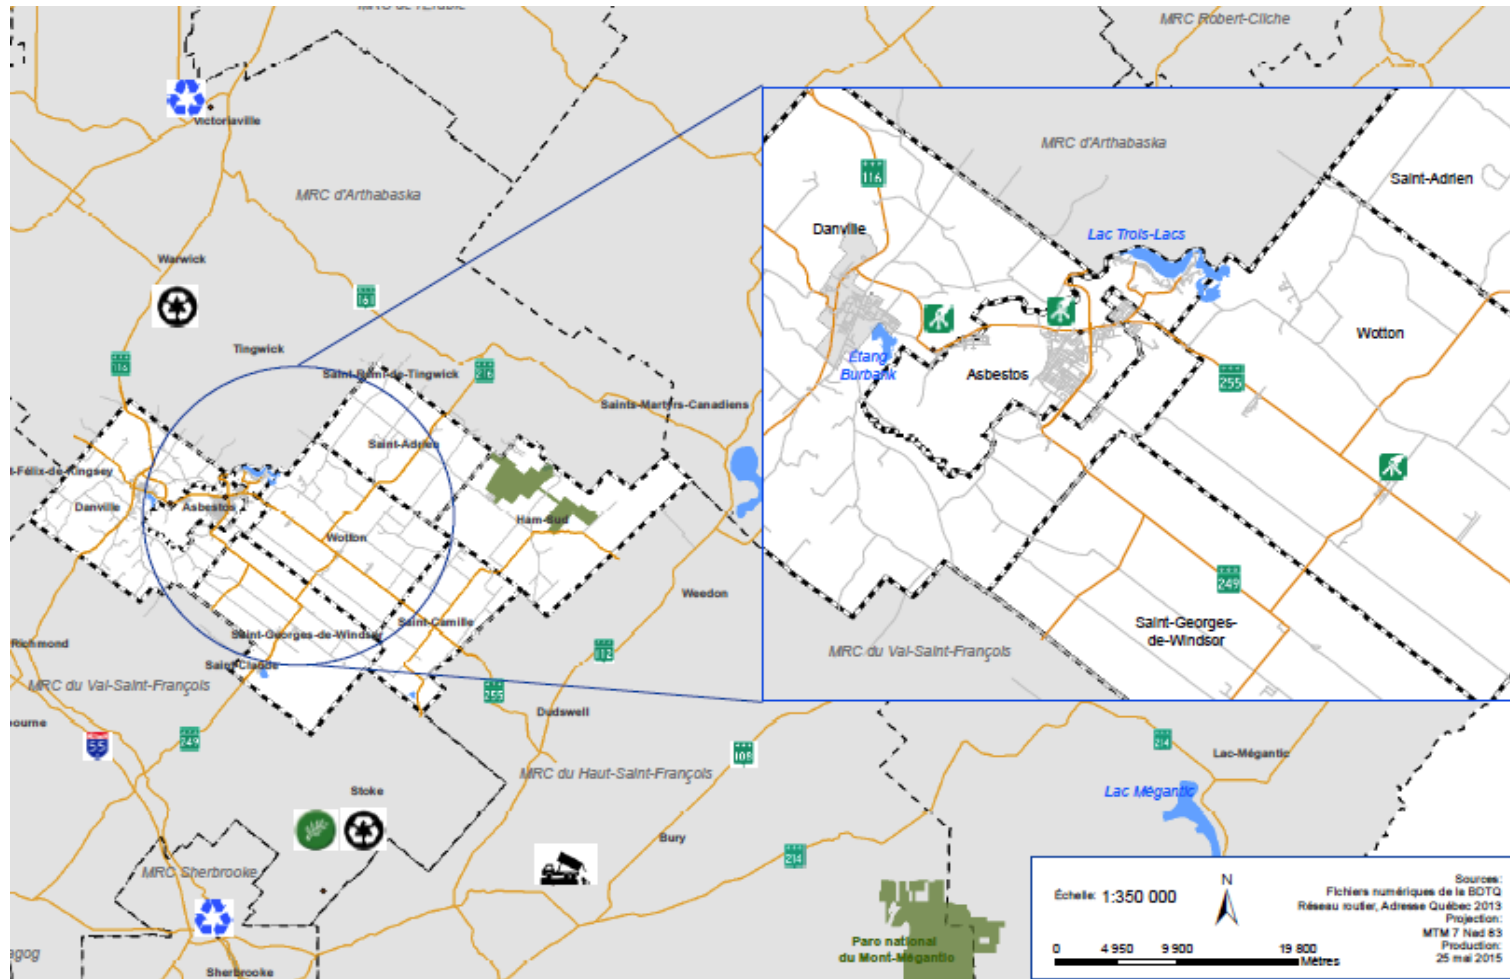 MRC de l'Érable
MRC Robert-Cliche
Victoriaville
MRC d'Arthabaska
Warwick
161
116
Tingwick
Saint-Rémi-de-Tingwick
216
Saints-Martyrs-Canadiens
Saint-Adrien
t-Félix-de-Kingsey
Danville
Asbestos
Ham-Sud
Wotton
Weedon
Saint-Camille
Saint-Georges-de-Windsor
Richmond
Saint-Claude
112
MRC du Val-Saint-François
255
Dudswell
ourne
55
249
108
MRC du Haut-Saint-François
Stoke
Bury
214
MRC Sherbrooke
agog
Sherbrooke
Parc national
du Mont-Mégantic
214
Lac-Mégantic
Lac Mégantic
MRC d'Arthabaska
116
Saint-Adrien
Danville
Lac Trois-Lacs
Wotton
Étang
Burbank
Asbestos
255
249
Saint-Georges-
de-Windsor
MRC du Val-Saint-François
Échelle: 1:350 000
N
0 4 950 9 900 19 800
Mètres
Sources:
Fichiers numériques de la BDTQ
Réseau routier, Adresse Québec 2013
Projection:
MTM 7 Nad 83
Production:
25 mai 2015